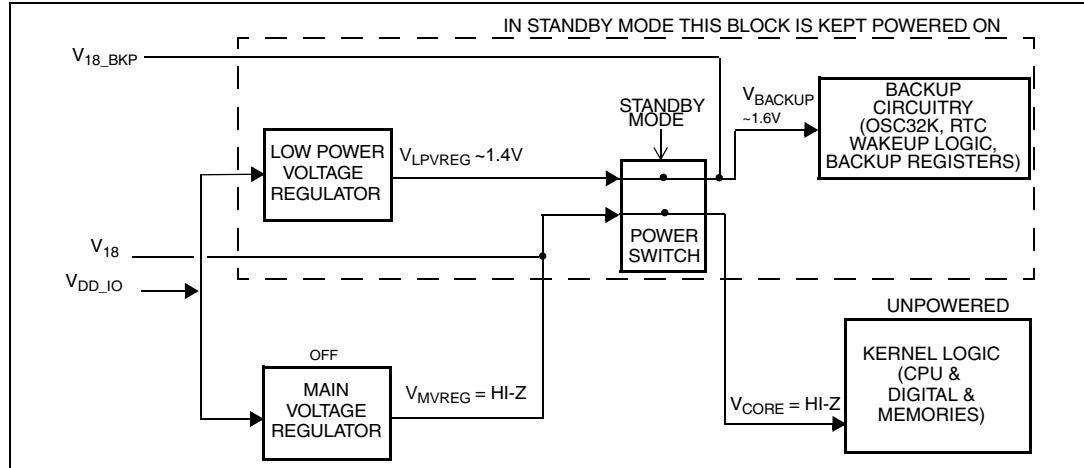 IN STANDBY MODE THIS BLOCK IS KEPT POWERED ON
V18_BKP
STANDBY
MODE
VBACKUP
~1.6V
BACKUP
CIRCUITRY
(OSC32K, RTC
WAKEUP LOGIC,
BACKUP REGISTERS)
LOW POWER
VOLTAGE
REGULATOR
VLPVREG ~1.4V
POWER
SWITCH
V18
VDD_IO
UNPOWERED
OFF
MAIN
VOLTAGE
REGULATOR
VMVREG = HI-Z
VCORE = HI-Z
KERNEL LOGIC
(CPU &
DIGITAL &
MEMORIES)